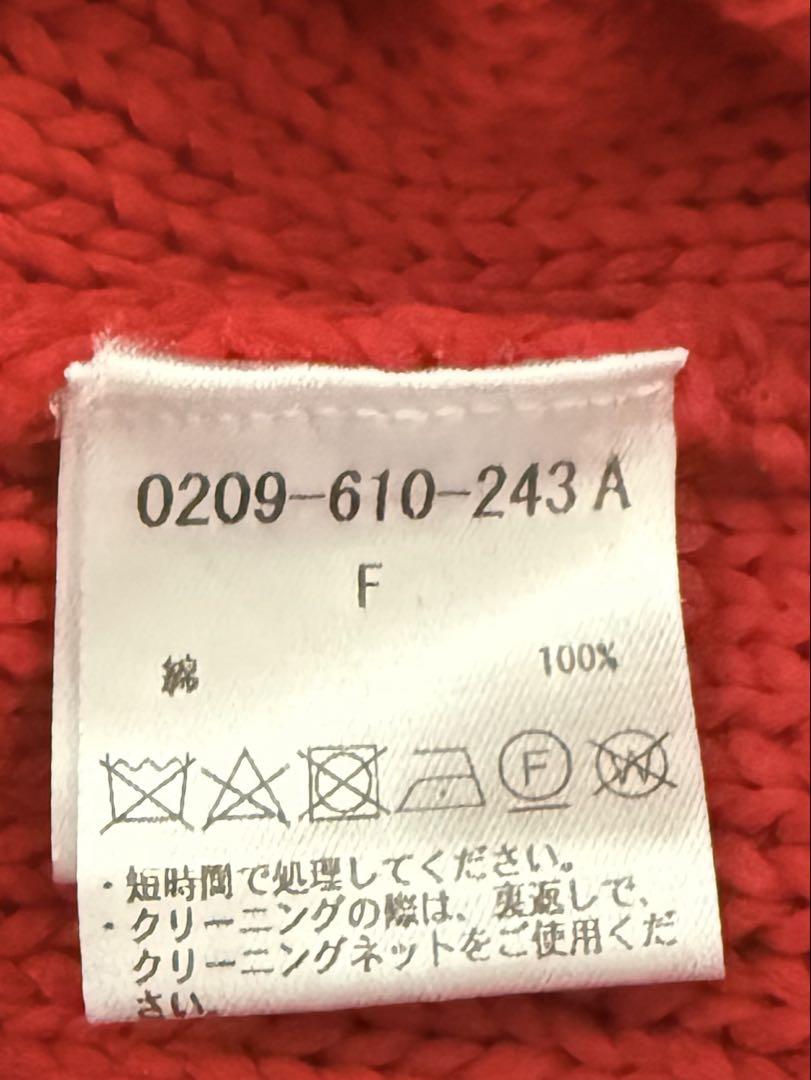 0209-610-243 A
F
綿 100%
F W
・短時間で処理してください。
・クリーニングの際は、裏返しで、
クリーニングネットをご使用くだ
さい。